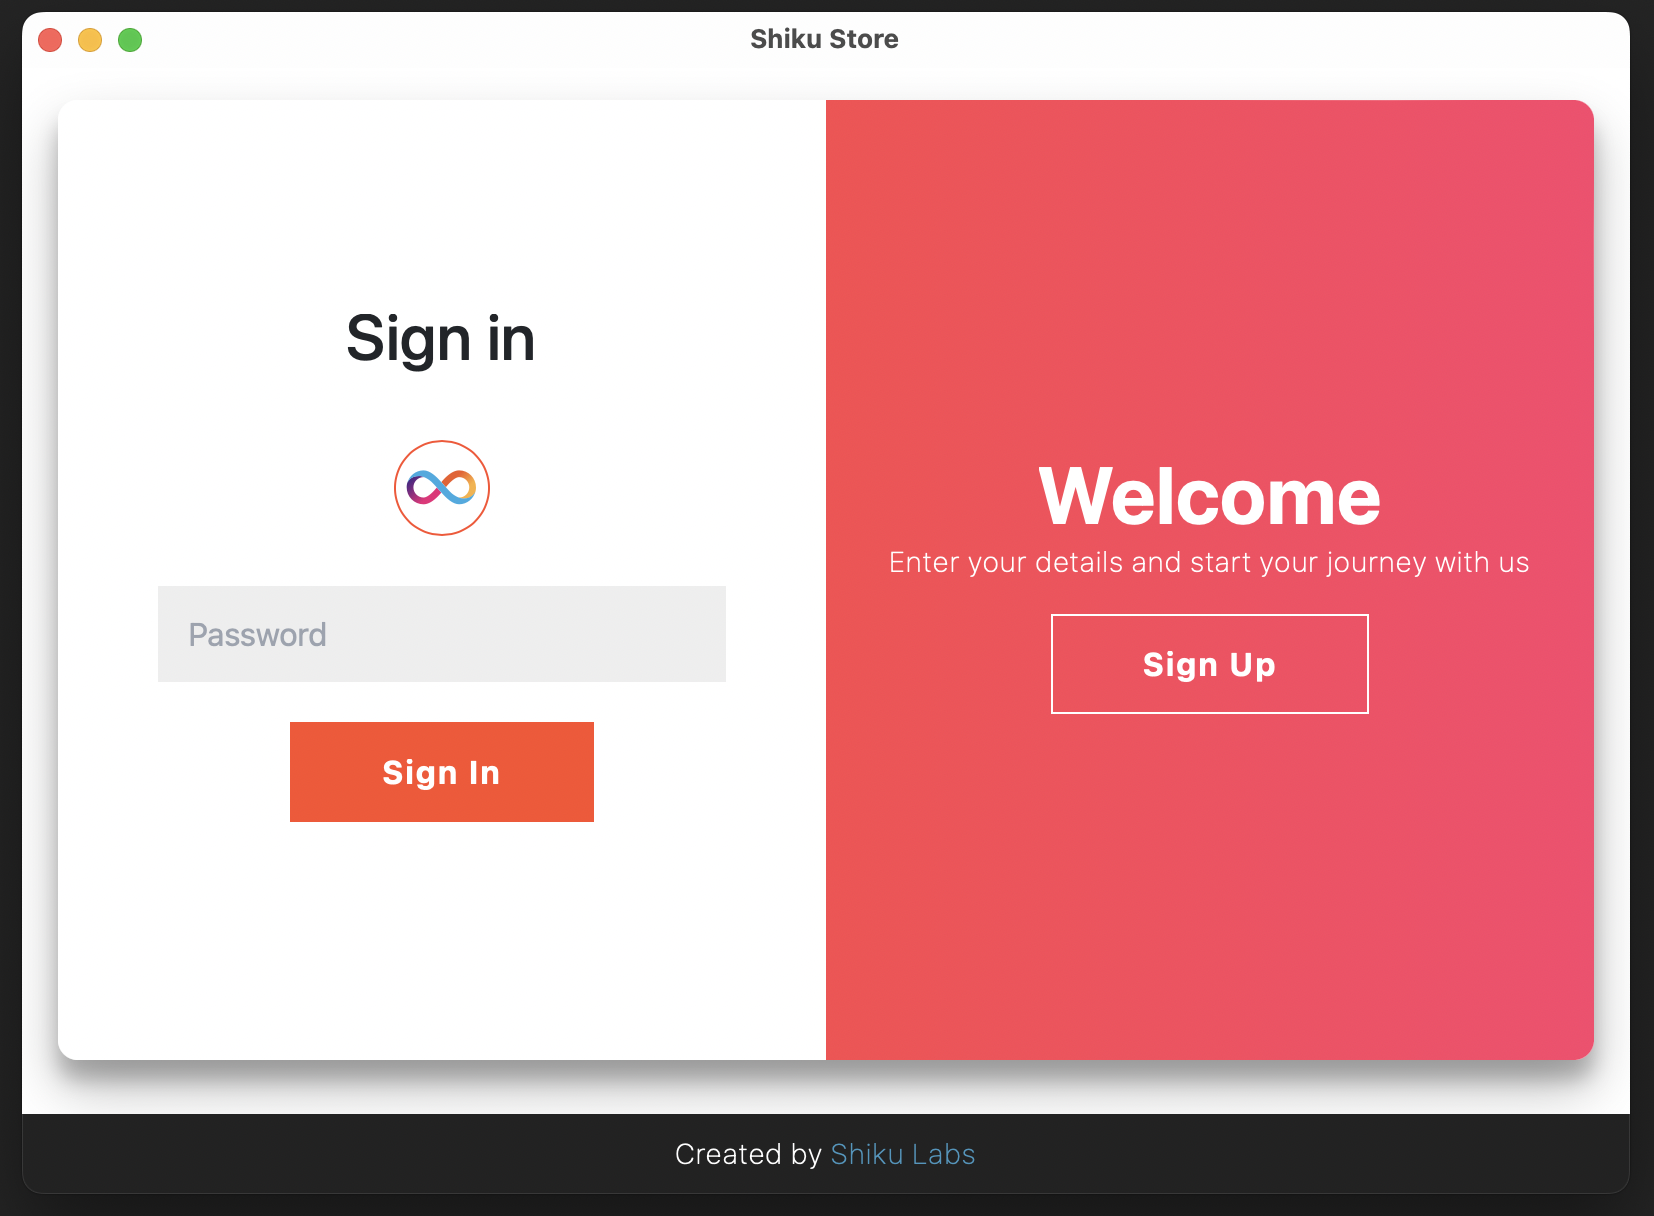 Shiku Store
Sign in
Password
Sign In
Welcome
Enter your details and start your journey with us
Sign Up
Created by Shiku Labs